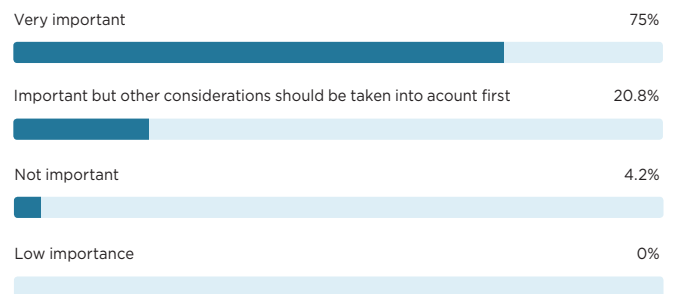 Very important 75%
Important but other considerations should be taken into acount first 20.8%
Not important 4.2%
Low importance 0%